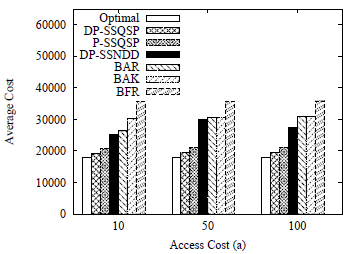 60000
50000
40000
30000
20000
10000
0
Average Cost
Optimal
DP-SSQSP
P-SSQSP
DP-SSNDD
BAR
BAK
BFR
10 50 100
Access Cost (a)